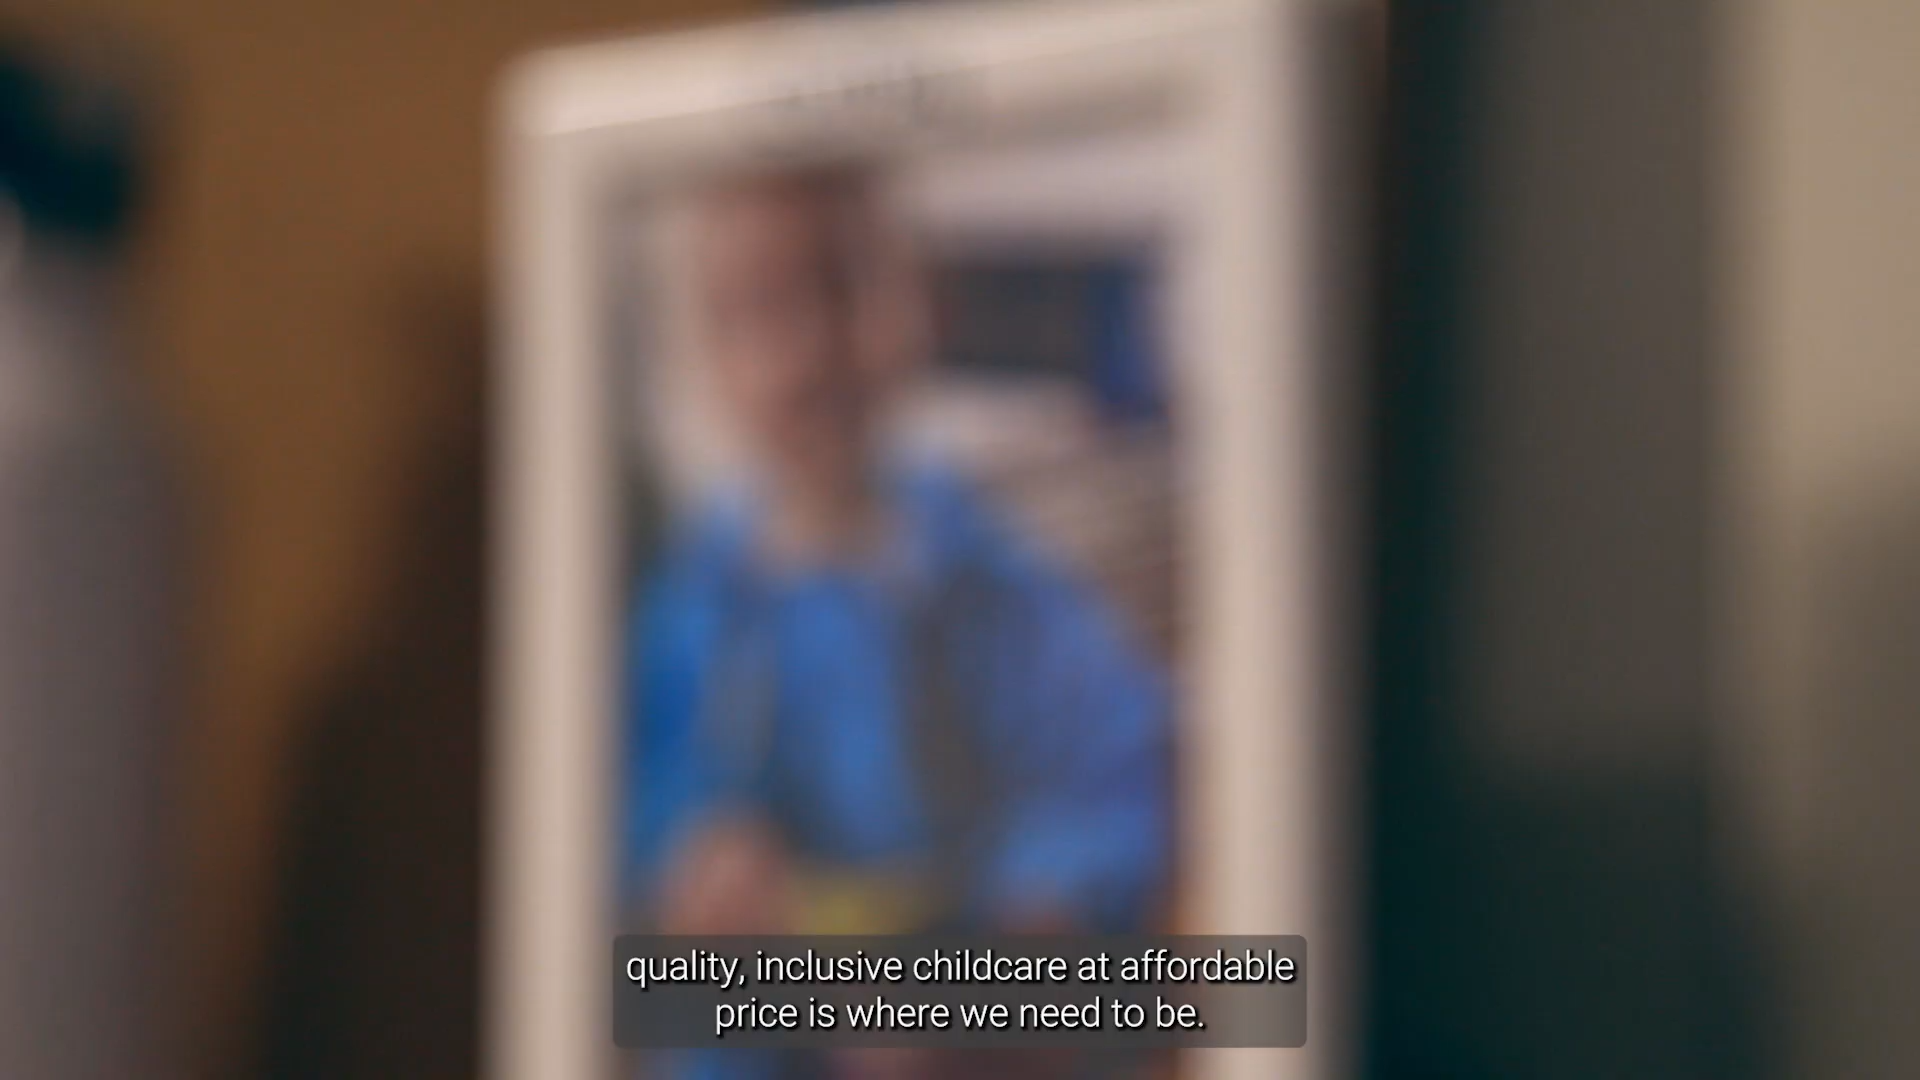 quality, inclusive childcare at affordable
price is where we need to be.